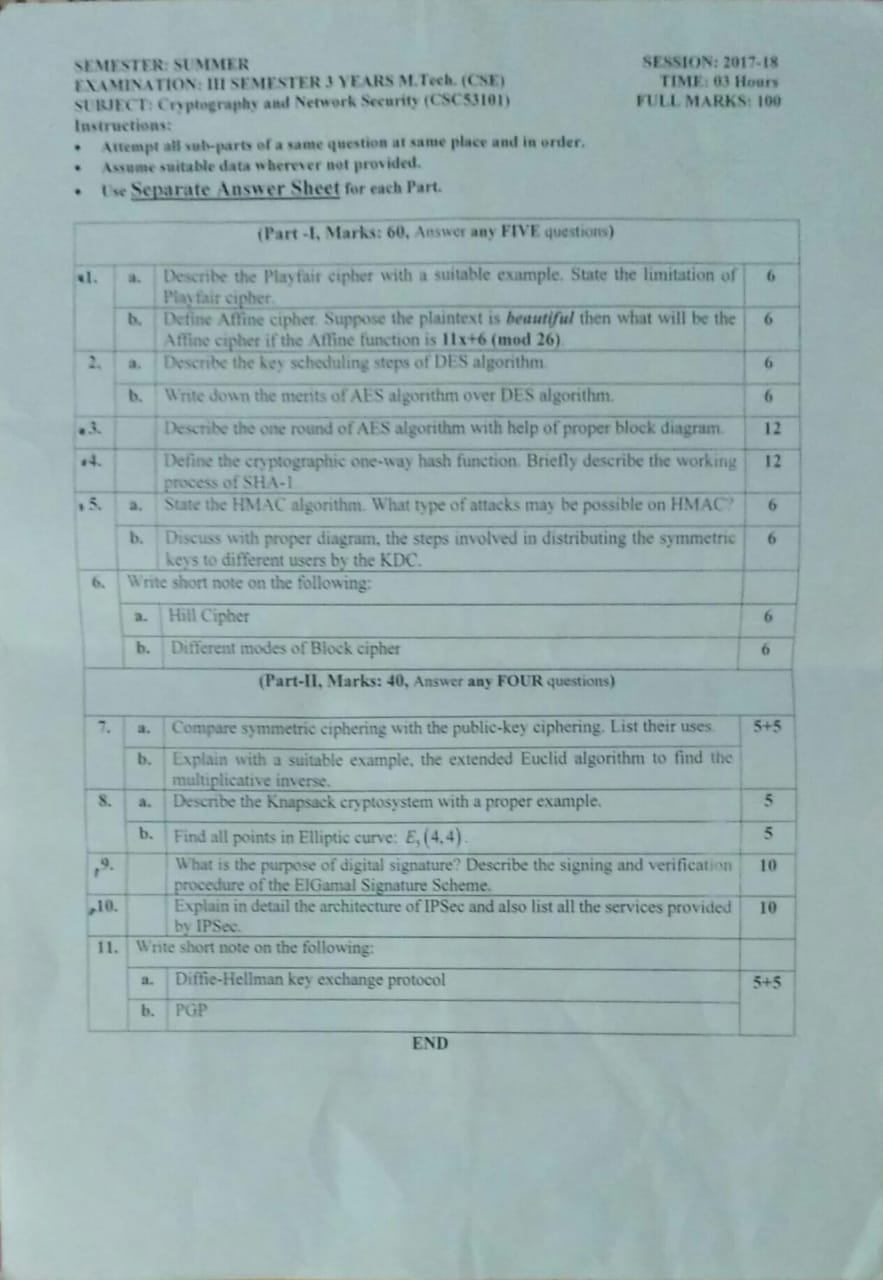 SEMESTER: SUMMER SESSION: 2017-18
EXAMINATION: III SEMESTER 3 YEARS M.Tech. (CSE) TIME: 03 Hours
SUBJECT: Cryptography and Network Security (CSC53101) FULL MARKS: 100
Instructions:
• Attempt all sub-parts of a same question at same place and in order.
• Assume suitable data wherever not provided.
• Use Separate Answer Sheet for each Part.
(Part -I, Marks: 60, Answer any FIVE questions)
1. a. Describe the Playfair cipher with a suitable example. State the limitation of 6
Playfair cipher.
b. Define Affine cipher. Suppose the plaintext is beautiful then what will be the 6
Affine cipher if the Affine function is 11x+6 (mod 26)
2. a. Describe the key scheduling steps of DES algorithm. 6
b. Write down the merits of AES algorithm over DES algorithm. 6
3. Describe the one round of AES algorithm with help of proper block diagram. 12
4. Define the cryptographic one-way hash function. Briefly describe the working 12
process of SHA-1
5. a. State the HMAC algorithm. What type of attacks may be possible on HMAC? 6
b. Discuss with proper diagram, the steps involved in distributing the symmetric 6
keys to different users by the KDC.
6. Write short note on the following:
a. Hill Cipher 6
b. Different modes of Block cipher 6
(Part-II, Marks: 40, Answer any FOUR questions)
7. a. Compare symmetric ciphering with the public-key ciphering. List their uses. 5+5
b. Explain with a suitable example, the extended Euclid algorithm to find the
multiplicative inverse.
8. a. Describe the Knapsack cryptosystem with a proper example. 5
b. Find all points in Elliptic curve: (4,4). 5
9. What is the purpose of digital signature? Describe the signing and verification 10
procedure of the ElGamal Signature Scheme.
10. Explain in detail the architecture of IPSec and also list all the services provided 10
by IPSec.
11. Write short note on the following:
a. Diffie-Hellman key exchange protocol 5+5
b. PGP
END